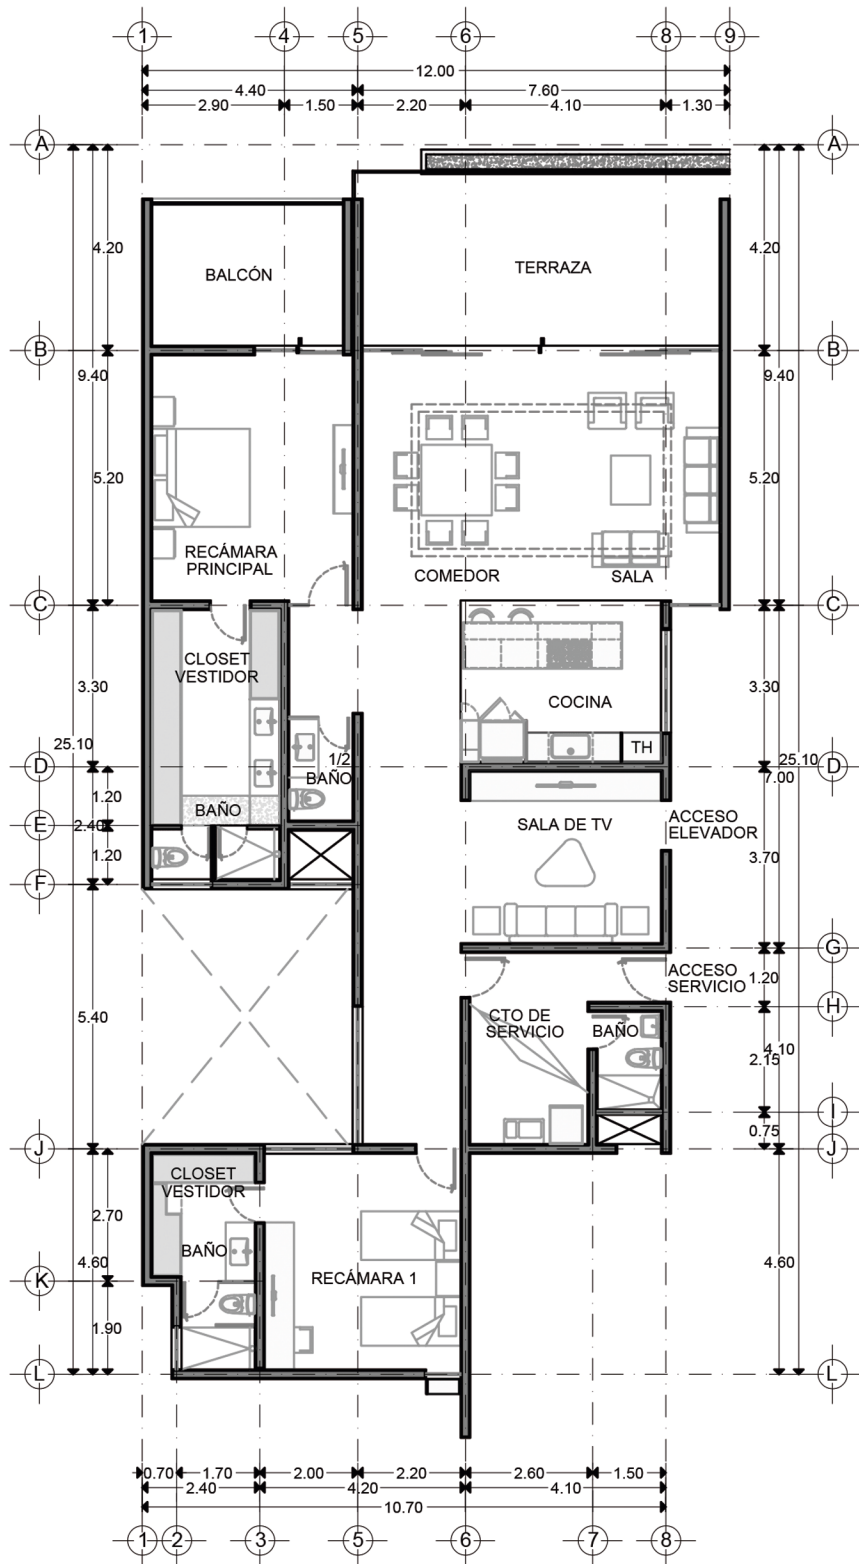 1 4 5 6 8 9
12.00
4.40 7.60
2.90 1.50 2.20 4.10 1.30
A A
4.20 4.20
BALCÓN TERRAZA
B B
9.40 9.40
5.20 5.20
RECÁMARA
PRINCIPAL
COMEDOR SALA
C C
CLOSET
VESTIDOR
3.30 3.30
COCINA
25.10 25.10
TH
1/2
BAÑO
D D
7.00
1.20
BAÑO
SALA DE TV
ACCESO
ELEVADOR
E
2.40
1.20 3.70
F
G
ACCESO
SERVICIO
1.20
H
5.40
CTO DE
SERVICIO
BAÑO
4.10
2.15
I
0.75
J J
CLOSET
VESTIDOR
2.70
BAÑO
4.60 4.60
K
RECÁMARA 1
1.90
L L
0.70 1.70 2.00 2.20 2.60 1.50
2.40 4.20 4.10
10.70
1 2 3 5 6 7 8